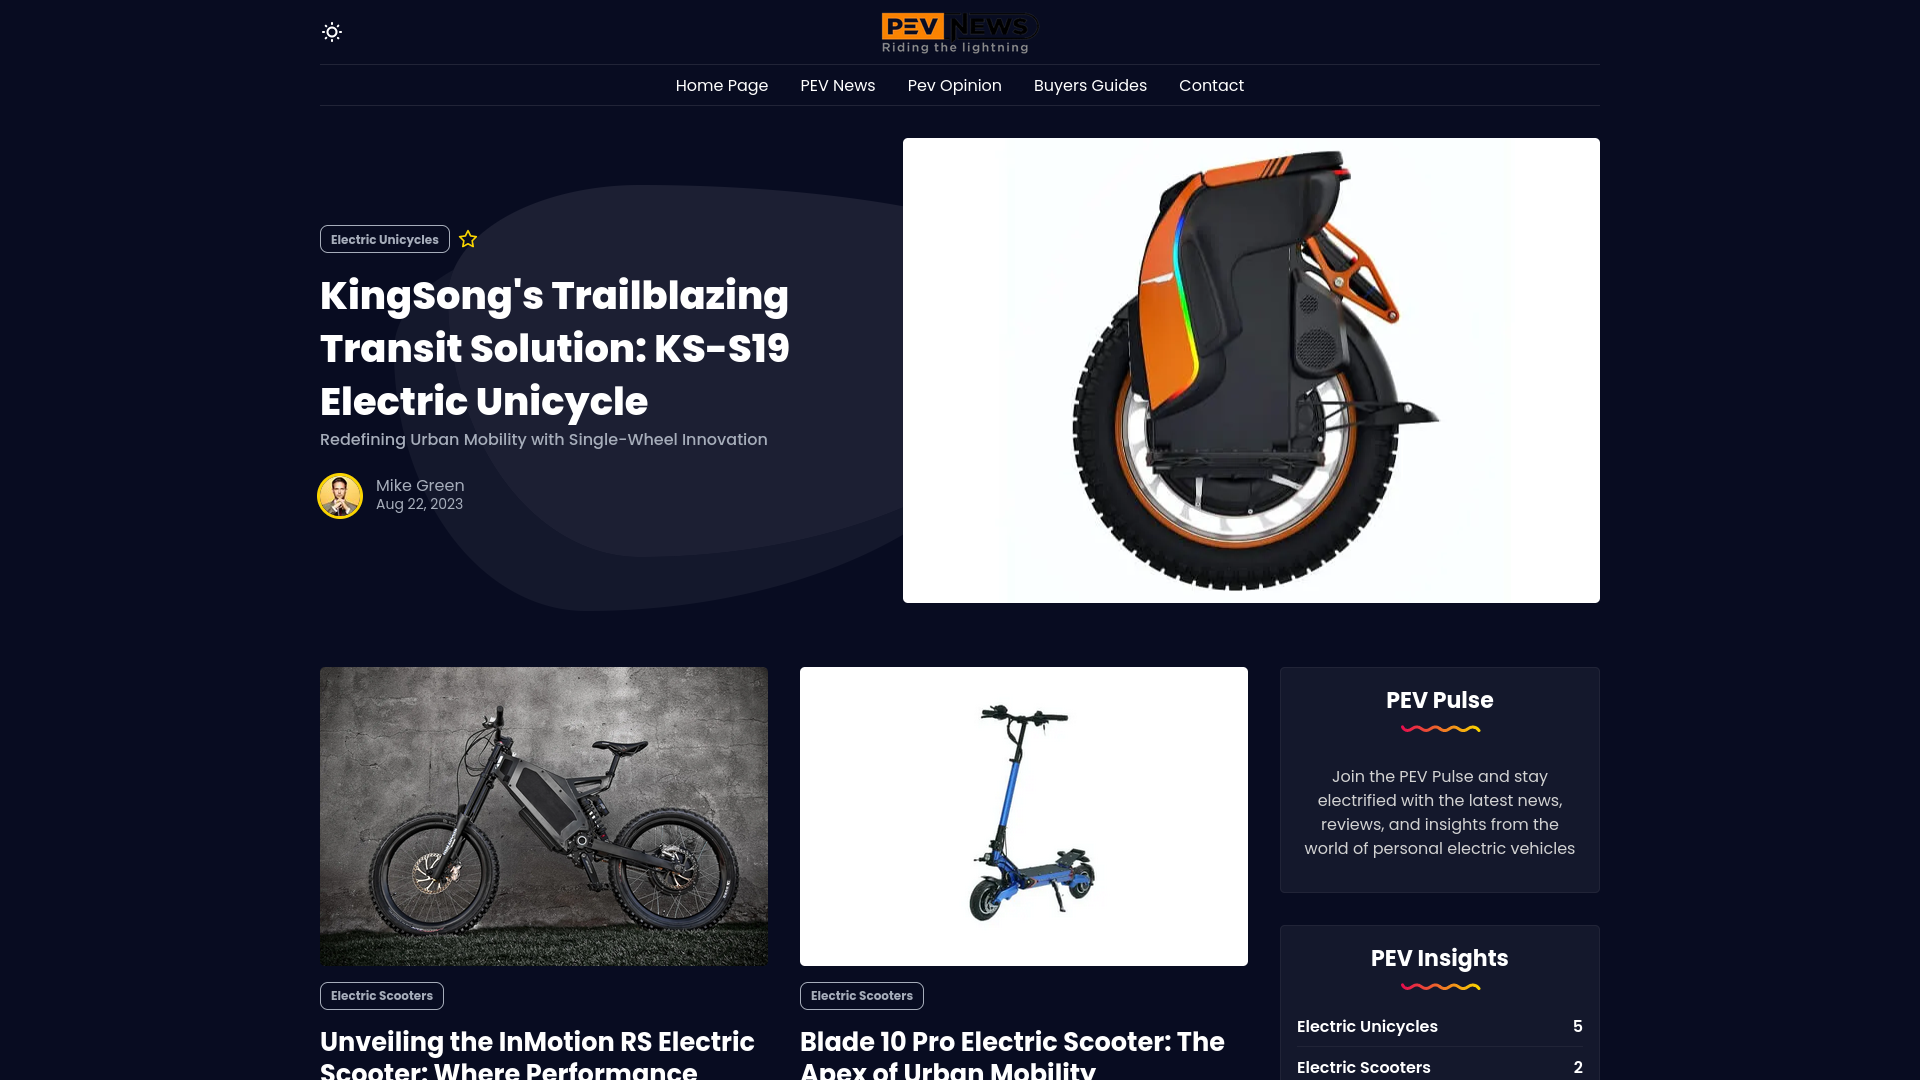 PEV NEWS
Riding the lightning
Home Page
PEV News
Pev Opinion
Buyers Guides
Contact
Electric Unicycles
KingSong's Trailblazing
Transit Solution: KS-S19
Electric Unicycle
Redefining Urban Mobility with Single-Wheel Innovation
Mike Green
Aug 22, 2023
Electric Scooters
Unveiling the InMotion RS Electric
Scooter: Where Performance
Electric Scooters
Blade 10 Pro Electric Scooter: The
Apex of Urban Mobility
PEV Pulse
Join the PEV Pulse and stay
electrified with the latest news,
reviews, and insights from the
world of personal electric vehicles
PEV Insights
Electric Unicycles 5
Electric Scooters 2